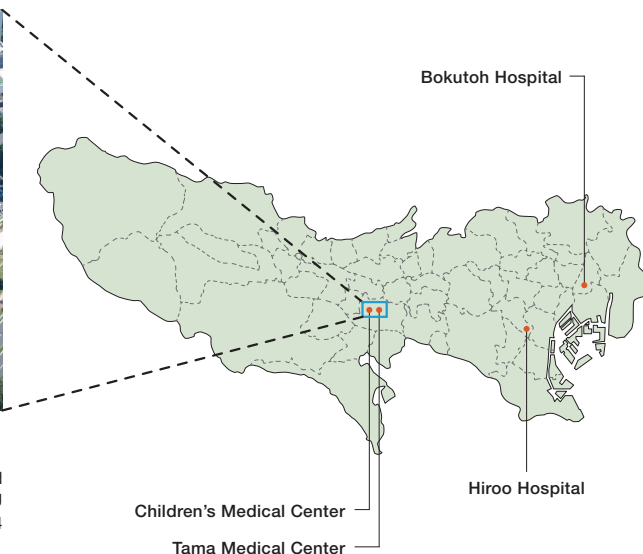 Bokutoh Hospital
Hiroo Hospital
Children's Medical Center
Tama Medical Center